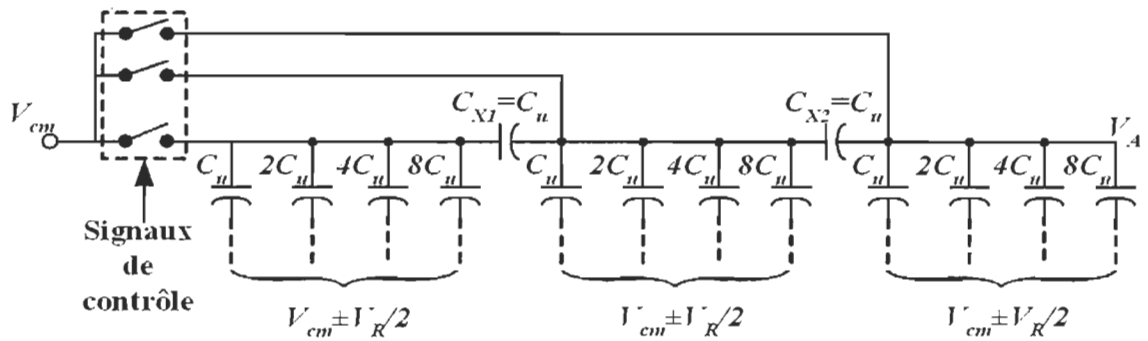 V_cm
C_X1=C_u
C_X2=C_u
V_A
C_u 2C_u 4C_u 8C_u
C_u 2C_u 4C_u 8C_u
C_u 2C_u 4C_u 8C_u
Signaux
de
contrôle
V_cm±V_R/2
V_cm±V_R/2
V_cm±V_R/2